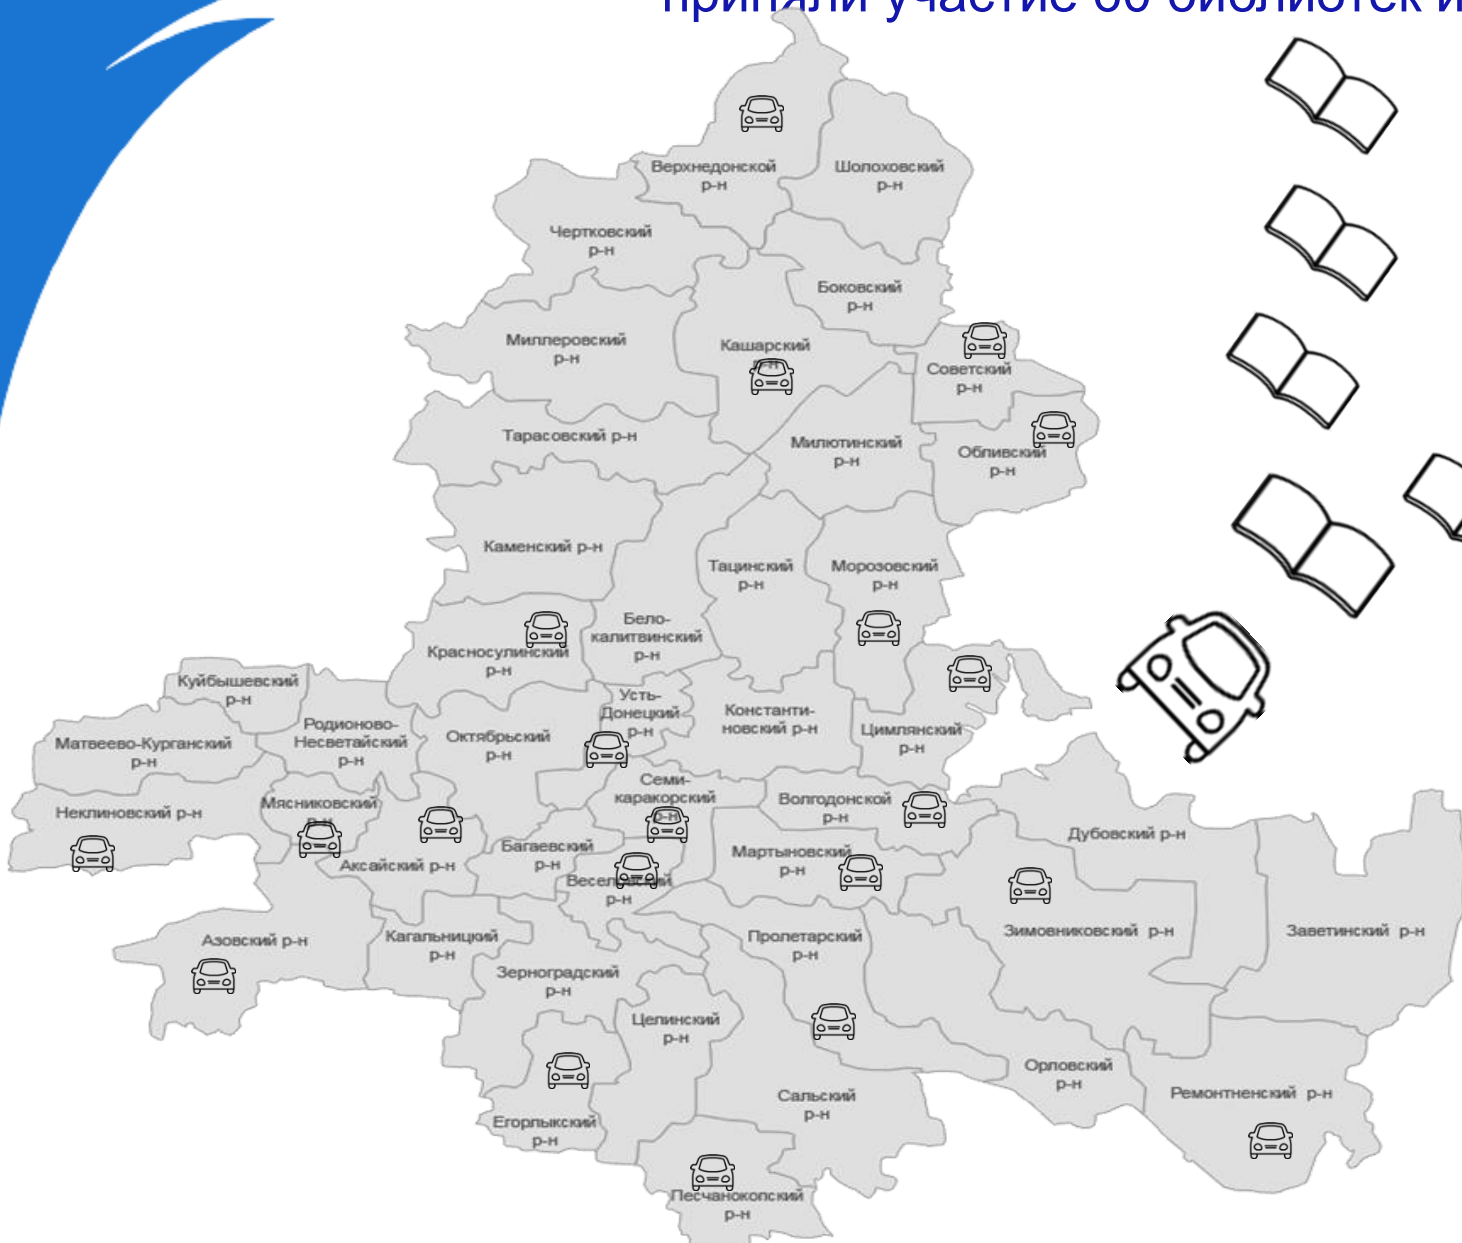 приняли участие 66 библиотек и
Верхнедонской
р-н
Шолоховский
р-н
Чертковский
р-н
Боковский
р-н
Миллеровский
р-н
Кашарский
р-н
Советский
р-н
Тарасовский р-н
Милютинский
р-н
Обливский
р-н
Каменский р-н
Тацинский
р-н
Морозовский
р-н
Бело-
калитвинский
р-н
Красносулинский
р-н
Куйбышевский
р-н
Усть-
Донецкий
р-н
Константи-
новский р-н
Цимлянский
р-н
Родионово-
Несветайский
р-н
Октябрьский
р-н
Матвеево-Курганский
р-н
Семи-
каракорский
р-н
Волгодонской
р-н
Неклиновский р-н
Мясниковский
р-н
Дубовский р-н
Аксайский р-н
Багаевский
р-н
Мартыновский
р-н
Веселовский
р-н
Азовский р-н
Кагальницкий
р-н
Пролетарский
р-н
Зимовниковский р-н
Заветинский р-н
Зерноградский
р-н
Целинский
р-н
Орловский
р-н
Сальский
р-н
Ремонтненский р-н
Егорлыкский
р-н
Песчанокопский
р-н